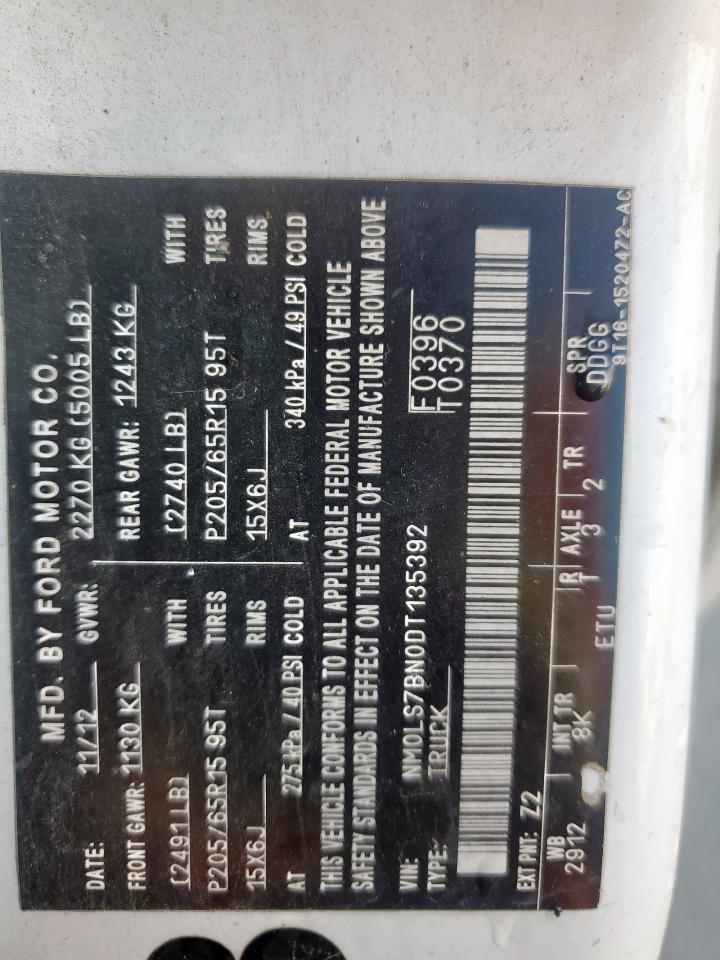 MFD. BY FORD MOTOR CO.
DATE: 11/12 GVWR: 2270 KG (5005 LB)
FRONT GAWR: 1130 KG REAR GAWR: 1243 KG
(2491 LB) WITH (2740 LB) WITH
P205/65R15 95T TIRES P205/65R15 95T TIRES
15X6J RIMS 15X6J RIMS
AT 275 kPa / 40 PSI COLD AT 340 kPa / 49 PSI COLD
THIS VEHICLE CONFORMS TO ALL APPLICABLE FEDERAL MOTOR VEHICLE
SAFETY STANDARDS IN EFFECT ON THE DATE OF MANUFACTURE SHOWN ABOVE
VIN: NM0LS7BN0DT135392 F0396
TYPE: TRUCK T0370
EXT PNT: Z2
WB INT TR R AXLE TR SPR
2912 8K T 3 2 DDGG
ETU 9T16-1520472-AC